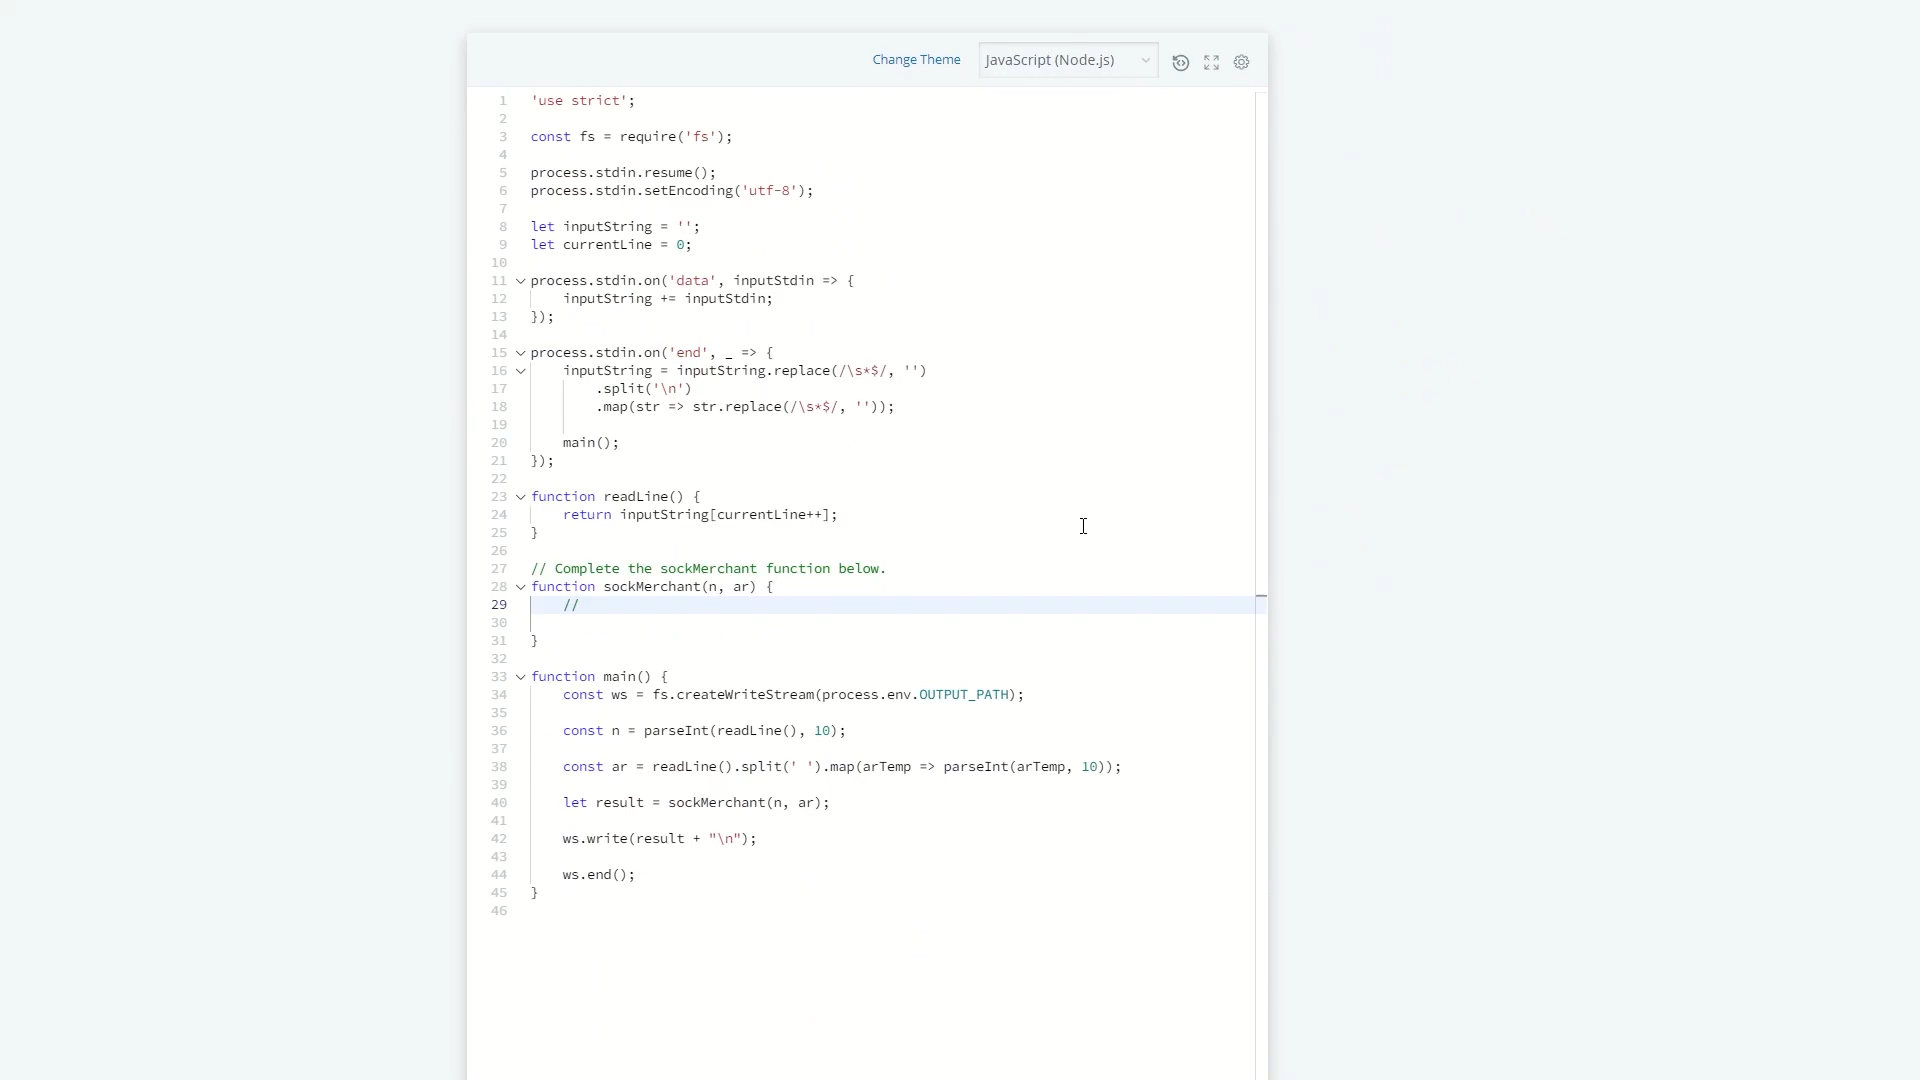 Change Theme JavaScript (Node.js)
1 'use strict';
2
3 const fs = require('fs');
4
5 process.stdin.resume();
6 process.stdin.setEncoding('utf-8');
7
8 let inputString = '';
9 let currentLine = 0;
10
11 process.stdin.on('data', inputStdin => {
12     inputString += inputStdin;
13 });
14
15 process.stdin.on('end', _ => {
16     inputString = inputString.replace(/\s*$/, '')
17         .split('\n')
18         .map(str => str.replace(/\s*$/, ''));
19
20     main();
21 });
22
23 function readLine() {
24     return inputString[currentLine++];
25 }
26
27 // Complete the sockMerchant function below.
28 function sockMerchant(n, ar) {
29     //
30
31 }
32
33 function main() {
34     const ws = fs.createWriteStream(process.env.OUTPUT_PATH);
35
36     const n = parseInt(readLine(), 10);
37
38     const ar = readLine().split(' ').map(arTemp => parseInt(arTemp, 10));
39
40     let result = sockMerchant(n, ar);
41
42     ws.write(result + "\n");
43
44     ws.end();
45 }
46